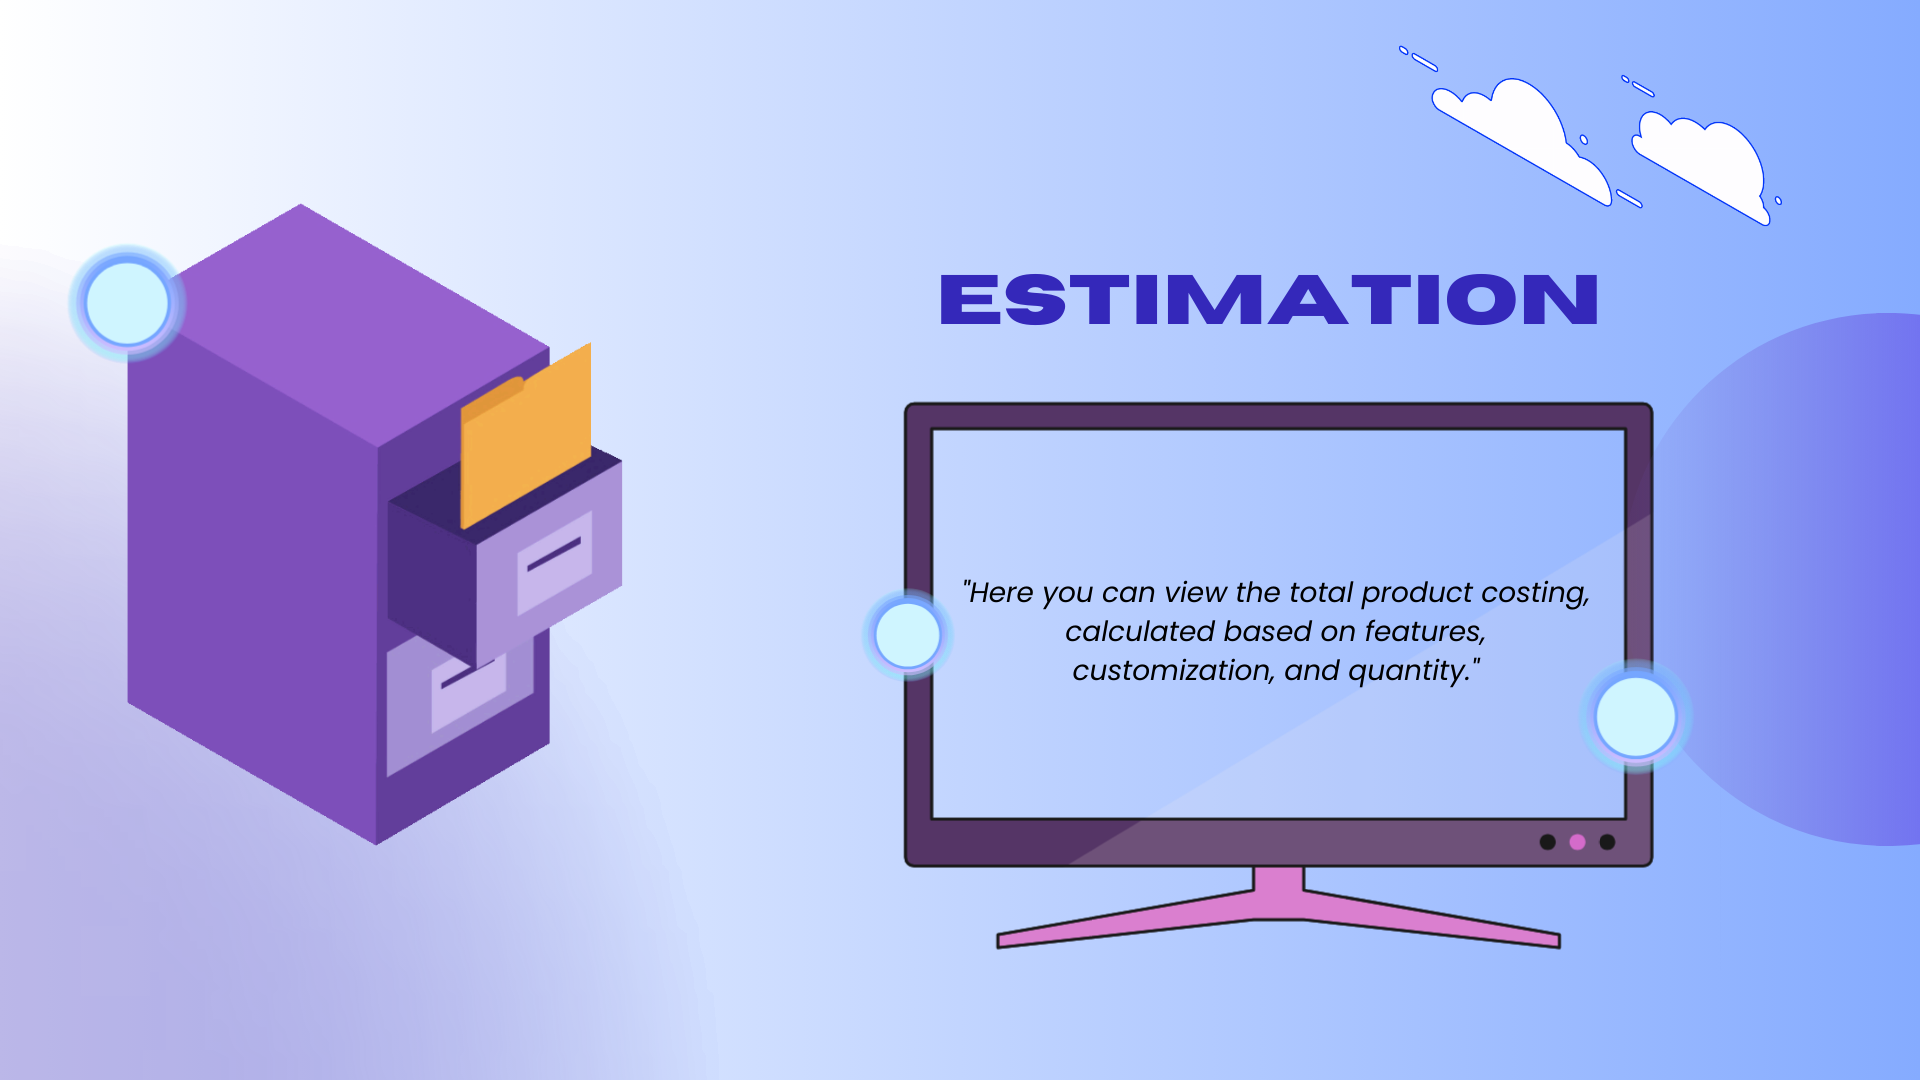 ESTIMATION
"Here you can view the total product costing,
calculated based on features,
customization, and quantity."